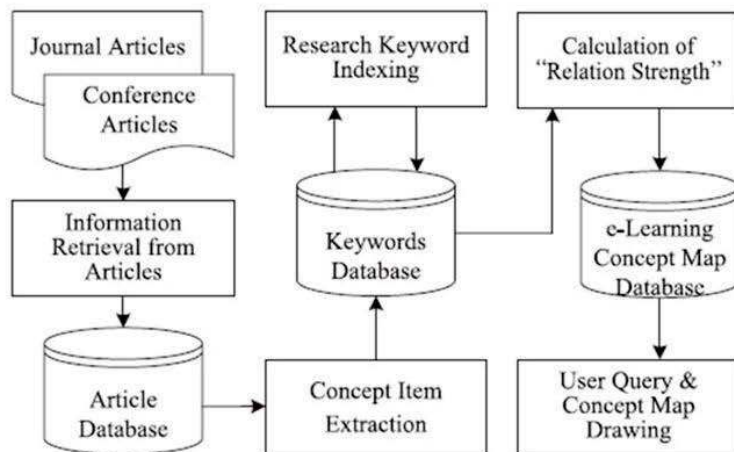 Journal Articles
Conference
Articles
Information
Retrieval from
Articles
Article
Database
Concept Item
Extraction
Keywords
Database
Research Keyword
Indexing
Calculation of
“Relation Strength”
e-Learning
Concept Map
Database
User Query &
Concept Map
Drawing